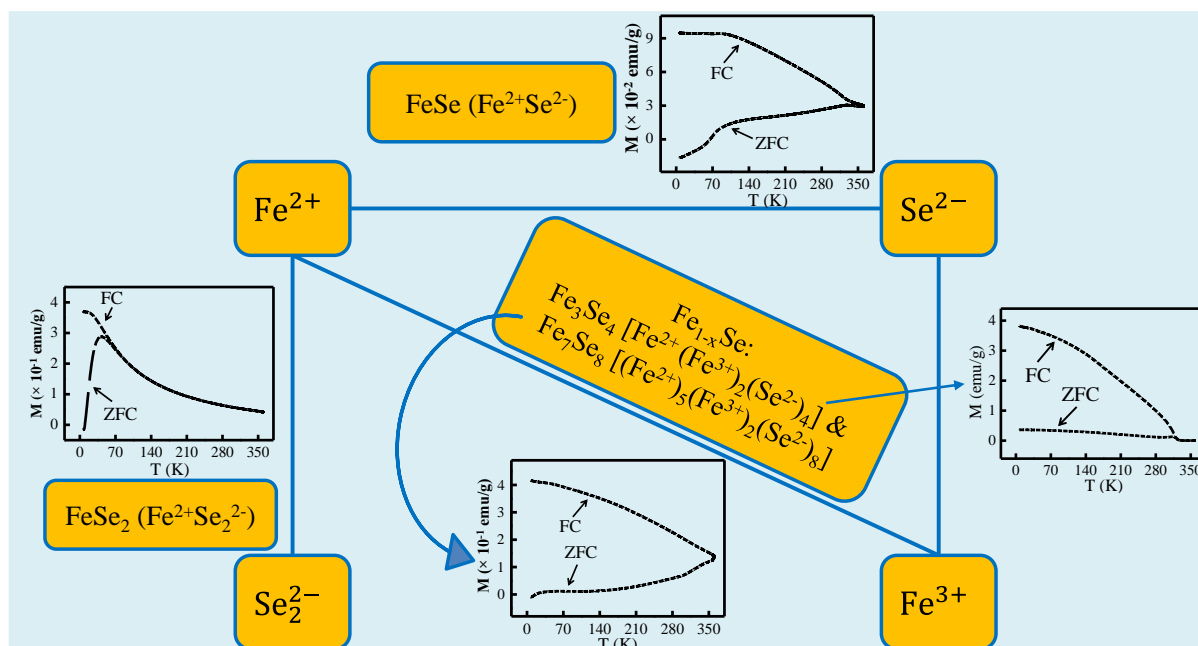 9
6
3
0
M (× 10⁻² emu/g)
FC
ZFC
0 70 140 210 280 350
T (K)
FeSe (Fe²⁺Se²⁻)
Fe²⁺
Se²⁻
Fe₁₋ₓSe:
Fe₃Se₄ [Fe²⁺(Fe³⁺)₂(Se²⁻)₄] &
Fe₇Se₈ [(Fe²⁺)₅(Fe³⁺)₂(Se²⁻)₈]
4
3
2
1
0
M (× 10⁻¹ emu/g)
FC
ZFC
0 70 140 210 280 350
T (K)
4
3
2
1
0
M (emu/g)
FC
ZFC
0 70 140 210 280 350
T (K)
FeSe₂ (Fe²⁺Se₂²⁻)
4
3
2
1
0
M (× 10⁻¹ emu/g)
FC
ZFC
0 70 140 210 280 350
T (K)
Se₂²⁻
Fe³⁺